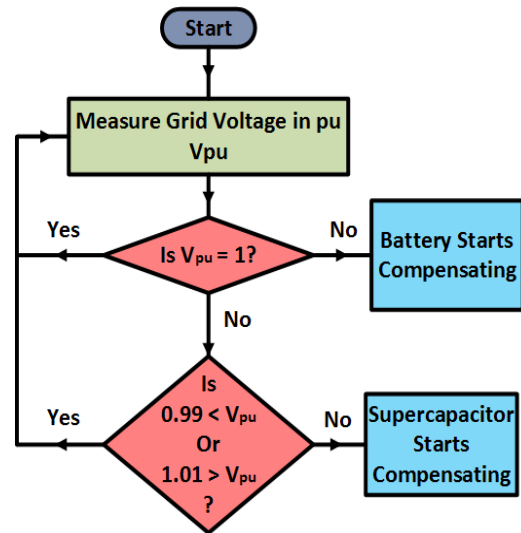 Start
Measure Grid Voltage in pu
Vpu
Yes
Is Vpu = 1?
No
Battery Starts
Compensating
No
Is
0.99 < Vpu
Or
1.01 > Vpu
?
Yes
No
Supercapacitor
Starts
Compensating